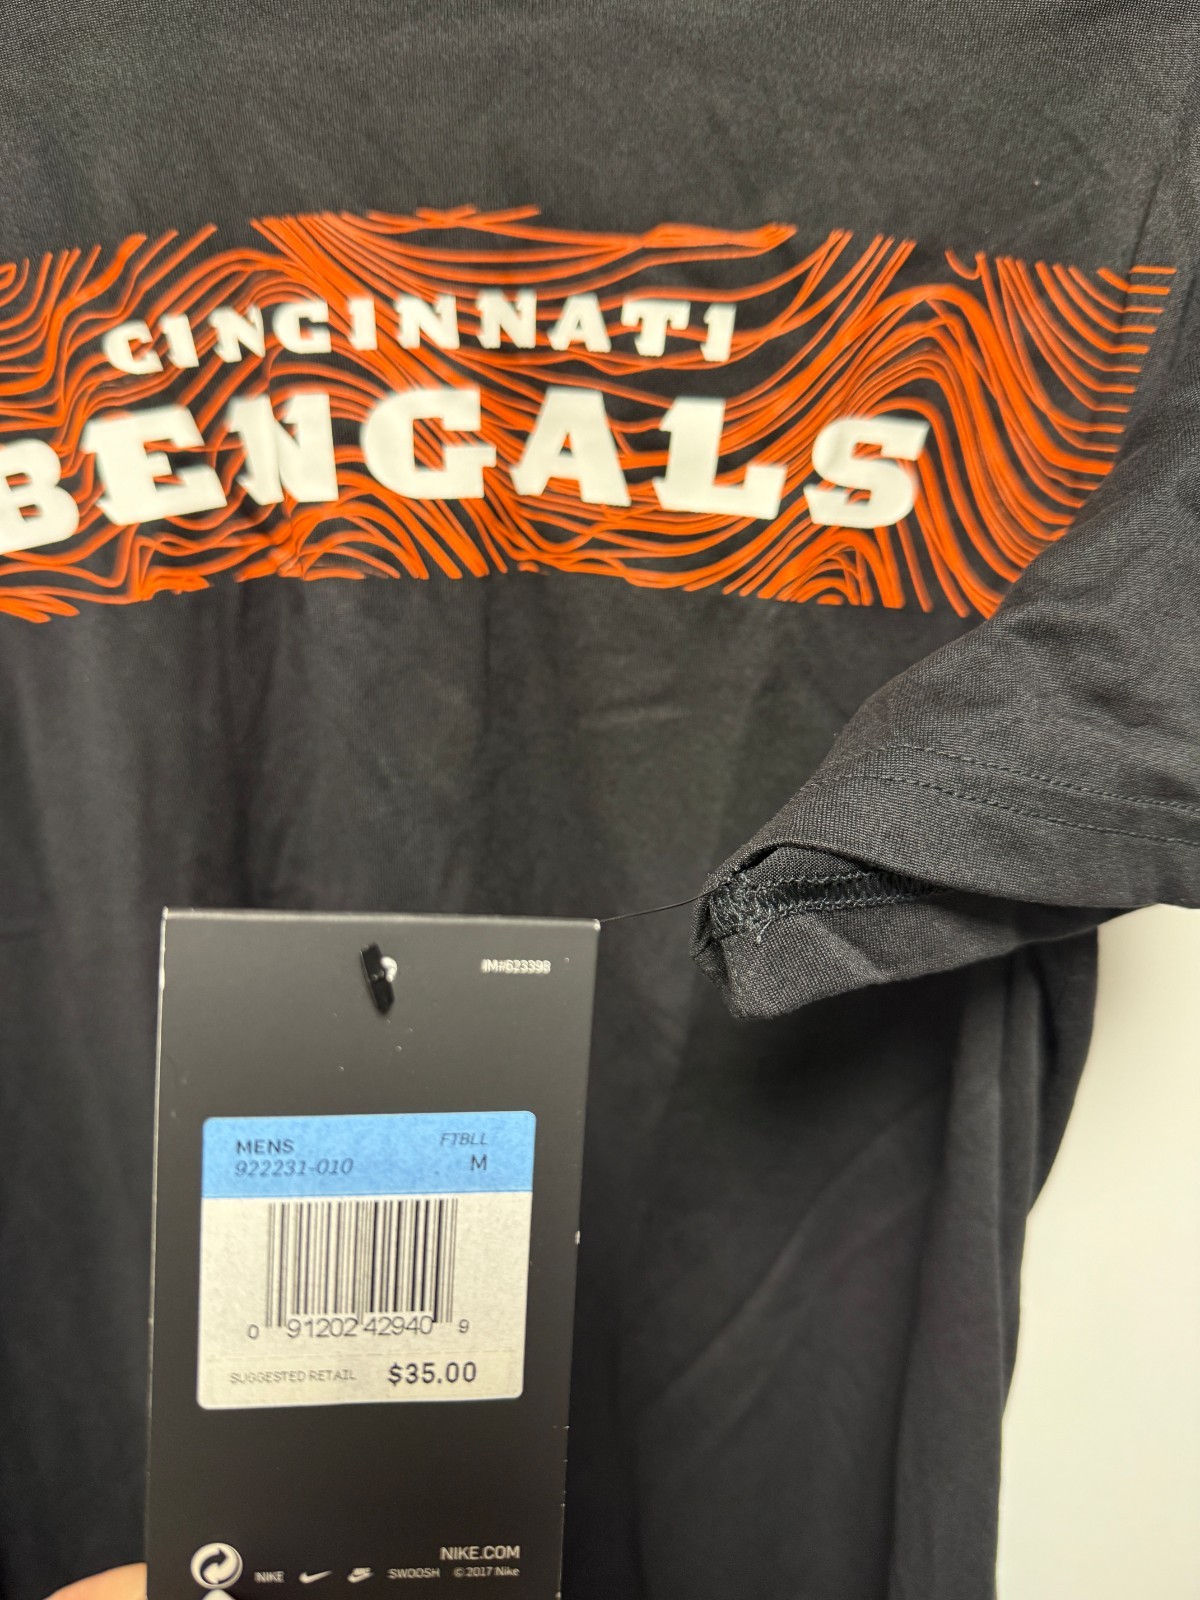 CINCINNATI
BENGALS
IM#623398
MENS FTBLL
922231-010 M
0 91202 42940 9
SUGGESTED RETAIL $35.00
NIKE.COM
NIKE SWOOSH © 2017 Nike